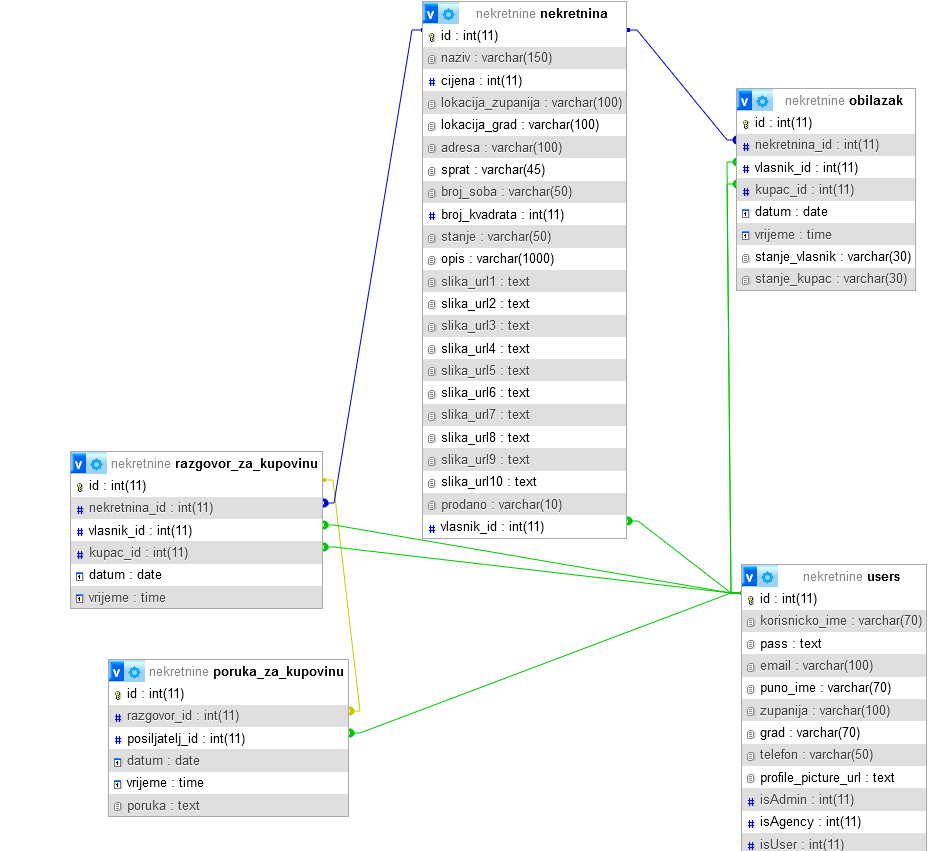 v nekretnine nekretnina
id : int(11)
naziv : varchar(150)
# cijena : int(11)
lokacija_zupanija : varchar(100)
lokacija_grad : varchar(100)
adresa : varchar(100)
sprat : varchar(45)
broj_soba : varchar(50)
# broj_kvadrata : int(11)
stanje : varchar(50)
opis : varchar(1000)
slika_url1 : text
slika_url2 : text
slika_url3 : text
slika_url4 : text
slika_url5 : text
slika_url6 : text
slika_url7 : text
slika_url8 : text
slika_url9 : text
slika_url10 : text
prodano : varchar(10)
# vlasnik_id : int(11)
v nekretnine obilazak
id : int(11)
# nekretnina_id : int(11)
# vlasnik_id : int(11)
# kupac_id : int(11)
datum : date
vrijeme : time
stanje_vlasnik : varchar(30)
stanje_kupac : varchar(30)
v nekretnine razgovor_za_kupovinu
id : int(11)
# nekretnina_id : int(11)
# vlasnik_id : int(11)
# kupac_id : int(11)
datum : date
vrijeme : time
v nekretnine poruka_za_kupovinu
id : int(11)
# razgovor_id : int(11)
# posiljatelj_id : int(11)
datum : date
vrijeme : time
poruka : text
v nekretnine users
id : int(11)
korisnicko_ime : varchar(70)
pass : text
email : varchar(100)
puno_ime : varchar(70)
zupanija : varchar(100)
grad : varchar(70)
telefon : varchar(50)
profile_picture_url : text
# isAdmin : int(11)
# isAgency : int(11)
# isUser : int(11)